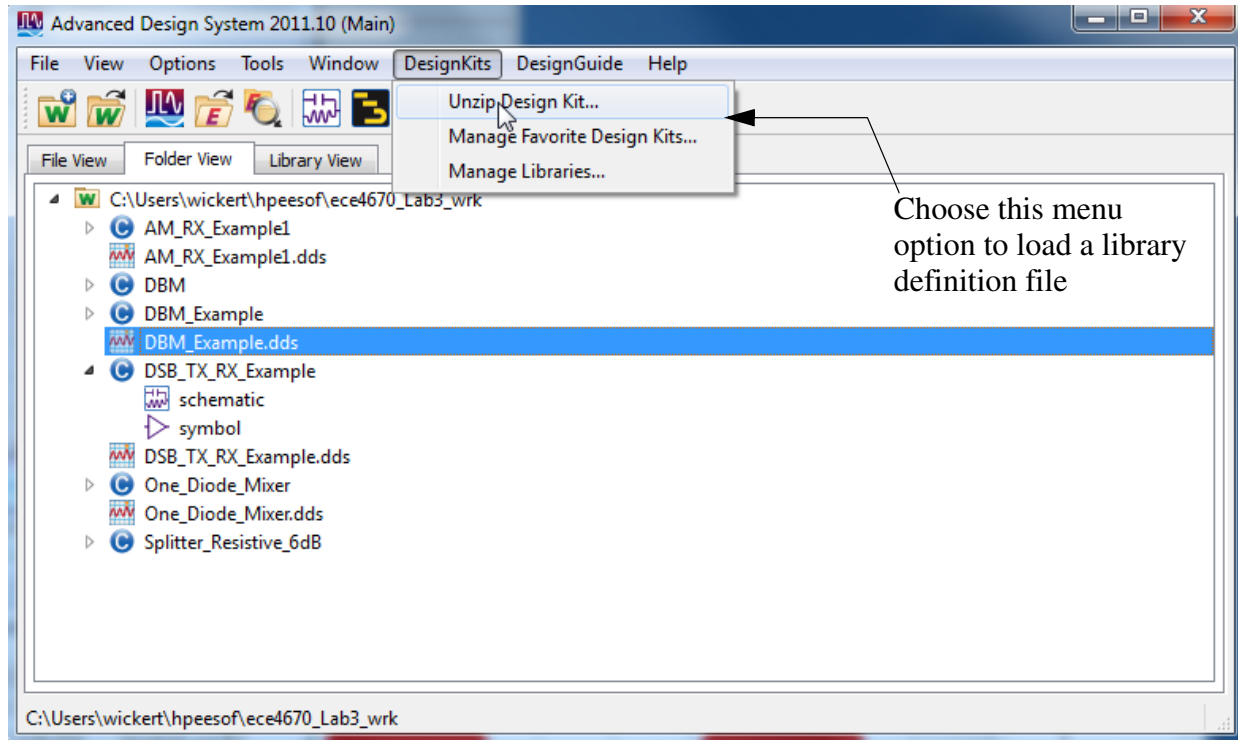 Advanced Design System 2011.10 (Main)
File View Options Tools Window DesignKits DesignGuide Help
Unzip Design Kit...
Manage Favorite Design Kits...
Manage Libraries...
File View Folder View Library View
C:\Users\wickert\hpeesof\ece4670_Lab3_wrk
AM_RX_Example1
AM_RX_Example1.dds
DBM
DBM_Example
DBM_Example.dds
DSB_TX_RX_Example
schematic
symbol
DSB_TX_RX_Example.dds
One_Diode_Mixer
One_Diode_Mixer.dds
Splitter_Resistive_6dB
Choose this menu
option to load a library
definition file
C:\Users\wickert\hpeesof\ece4670_Lab3_wrk